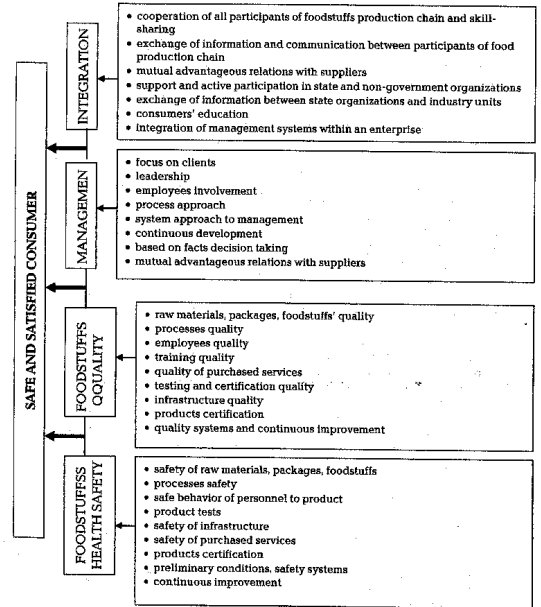 SAFE AND SATISFIED CONSUMER
INTEGRATION
• cooperation of all participants of foodstuffs production chain and skill-
sharing
• exchange of information and communication between participants of food
production chain
• mutual advantageous relations with suppliers
• support and active participation in state and non-government organizations
• exchange of information between state organizations and industry units
• consumers' education
• integration of management systems within an enterprise
MANAGEMEN
• focus on clients
• leadership
• employees involvement
• process approach
• system approach to management
• continuous development
• based on facts decision taking
• mutual advantageous relations with suppliers
FOODSTUFFS
QQUALITY
• raw materials, packages, foodstuffs' quality
• processes quality
• employees quality
• training quality
• quality of purchased services
• testing and certification quality
• infrastructure quality
• products certification
• quality systems and continuous improvement
FOODSTUFFSS
HEALTH SAFETY
• safety of raw materials, packages, foodstuffs
• processes safety
• safe behavior of personnel to product
• product tests
• safety of infrastructure
• safety of purchased services
• products certification
• preliminary conditions, safety systems
• continuous improvement